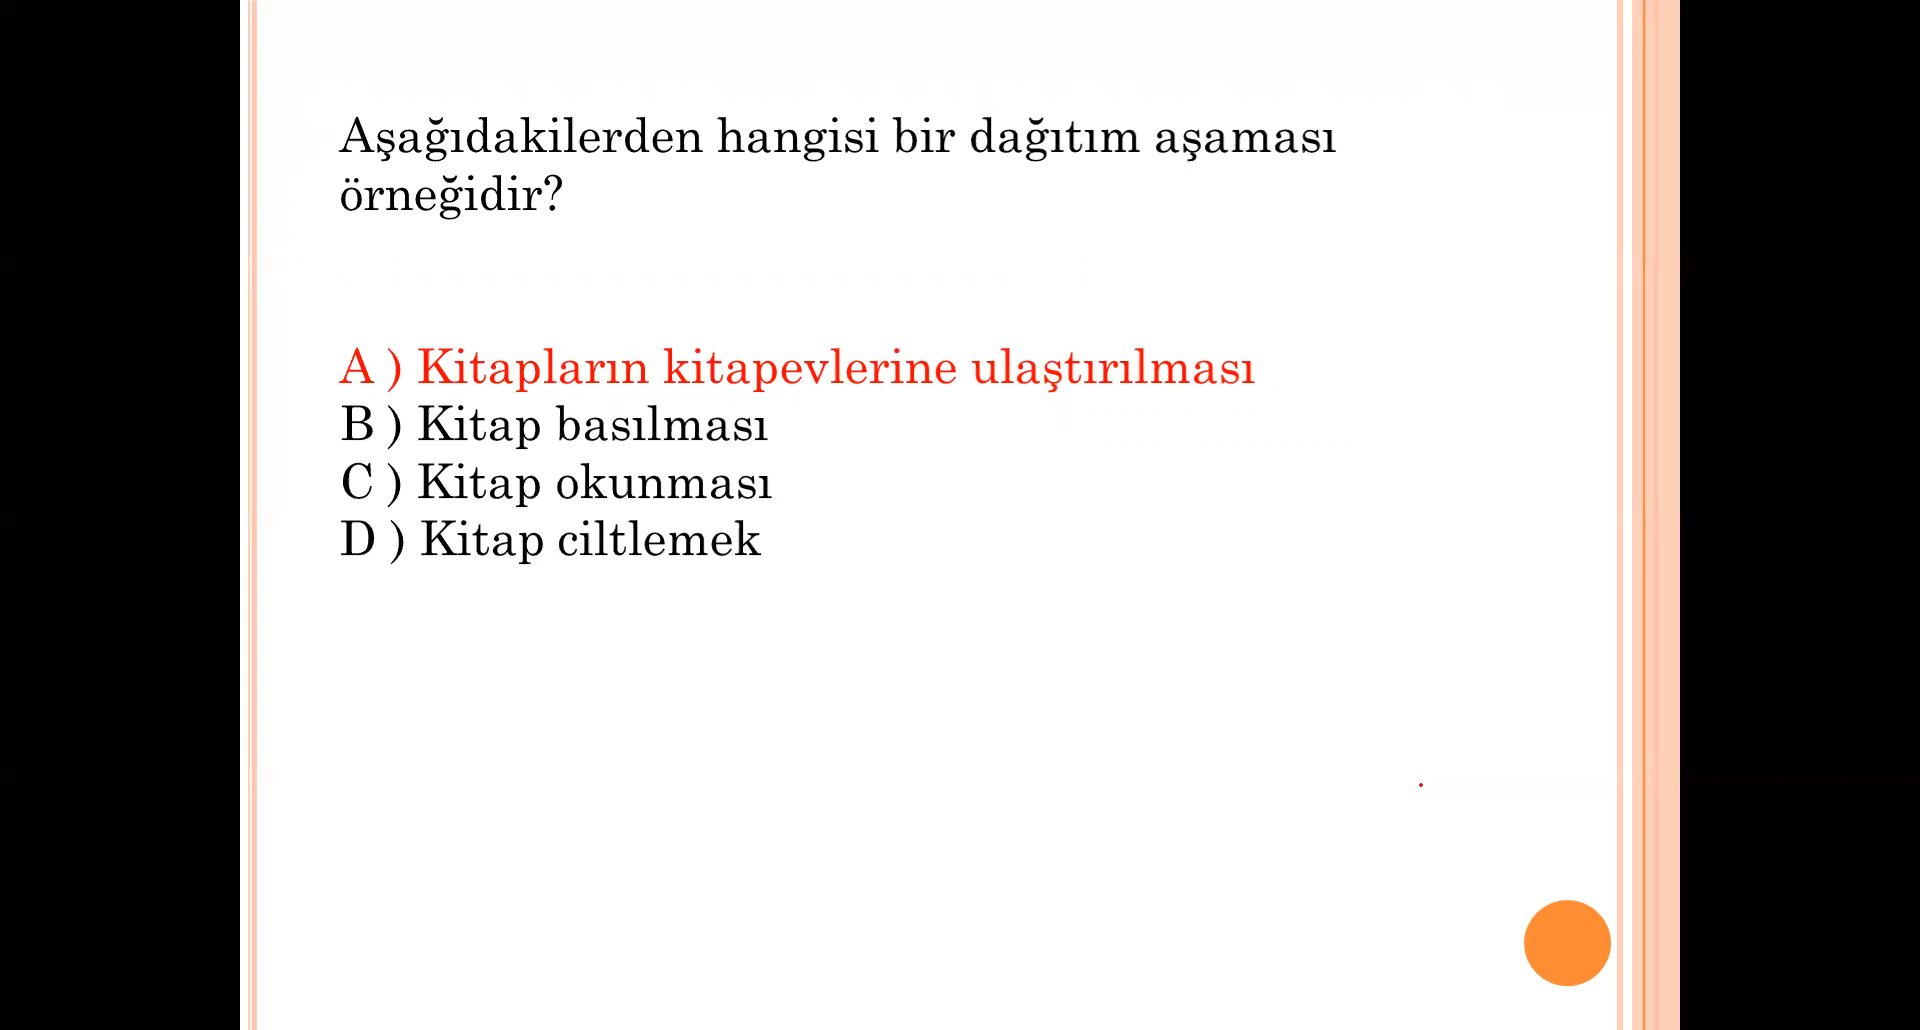 Aşağıdakilerden hangisi bir dağıtım aşaması
örneğidir?
A ) Kitapların kitapevlerine ulaştırılması
B ) Kitap basılması
C ) Kitap okunması
D ) Kitap ciltlemek